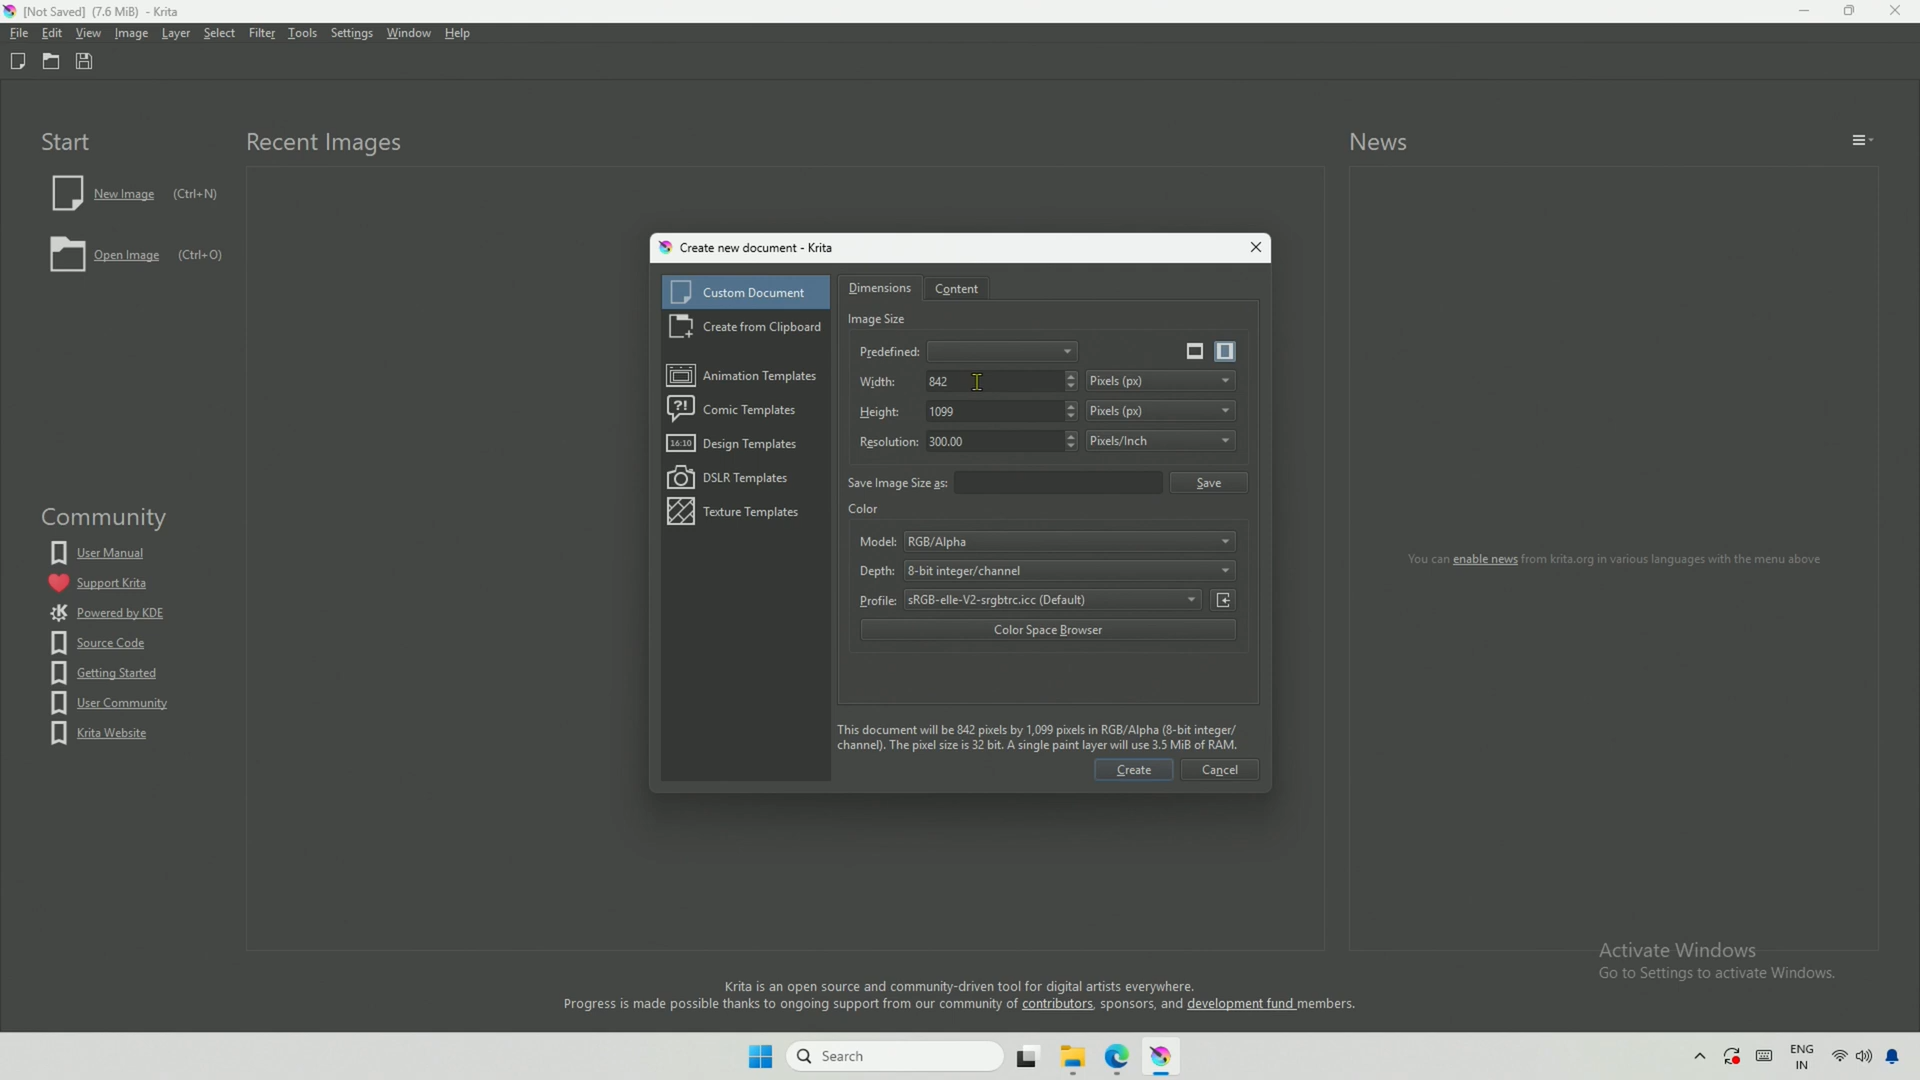 [Not Saved] (7.6 MiB) - Krita
File Edit View Image Layer Select Filter Tools Settings Window Help
Start
New Image (Ctrl+N)
Open Image (Ctrl+O)
Recent Images
News
Create new document - Krita
Custom Document
Create from Clipboard
Animation Templates
Comic Templates
16:10 Design Templates
DSLR Templates
Texture Templates
Dimensions Content
Image Size
Predefined:
Width: 842 Pixels (px)
Height: 1099 Pixels (px)
Resolution: 300.00 Pixels/Inch
Save Image Size as: Save
Color
Model: RGB/Alpha
Depth: 8-bit integer/channel
Profile: sRGB-elle-V2-srgbtrc.icc (Default)
Color Space Browser
This document will be 842 pixels by 1,099 pixels in RGB/Alpha (8-bit integer/
channel). The pixel size is 32 bit. A single paint layer will use 3.5 MiB of RAM.
Create Cancel
Community
User Manual
Support Krita
Powered by KDE
Source Code
Getting Started
User Community
Krita Website
You can enable news from krita.org in various languages with the menu above
Activate Windows
Go to Settings to activate Windows.
Krita is an open source and community-driven tool for digital artists everywhere.
Progress is made possible thanks to ongoing support from our community of contributors, sponsors, and development fund members.
Search
ENG
IN